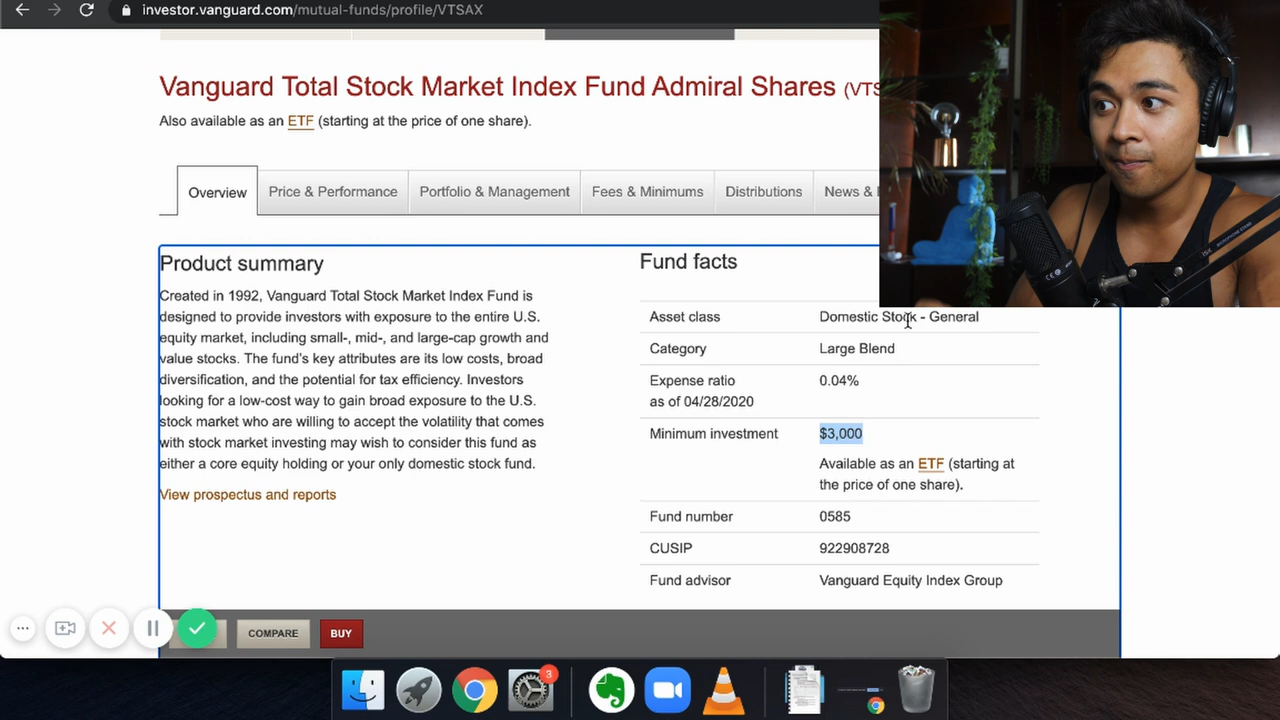 investor.vanguard.com/mutual-funds/profile/VTSAX
Vanguard Total Stock Market Index Fund Admiral Shares (VTS
Also available as an ETF (starting at the price of one share).
Overview
Price & Performance
Portfolio & Management
Fees & Minimums
Distributions
News &
Product summary
Created in 1992, Vanguard Total Stock Market Index Fund is
designed to provide investors with exposure to the entire U.S.
equity market, including small-, mid-, and large-cap growth and
value stocks. The fund's key attributes are its low costs, broad
diversification, and the potential for tax efficiency. Investors
looking for a low-cost way to gain broad exposure to the U.S.
stock market who are willing to accept the volatility that comes
with stock market investing may wish to consider this fund as
either a core equity holding or your only domestic stock fund.
View prospectus and reports
Fund facts
Asset class Domestic Stock - General
Category Large Blend
Expense ratio 0.04%
as of 04/28/2020
Minimum investment $3,000
Available as an ETF (starting at
the price of one share).
Fund number 0585
CUSIP 922908728
Fund advisor Vanguard Equity Index Group
COMPARE
BUY
3